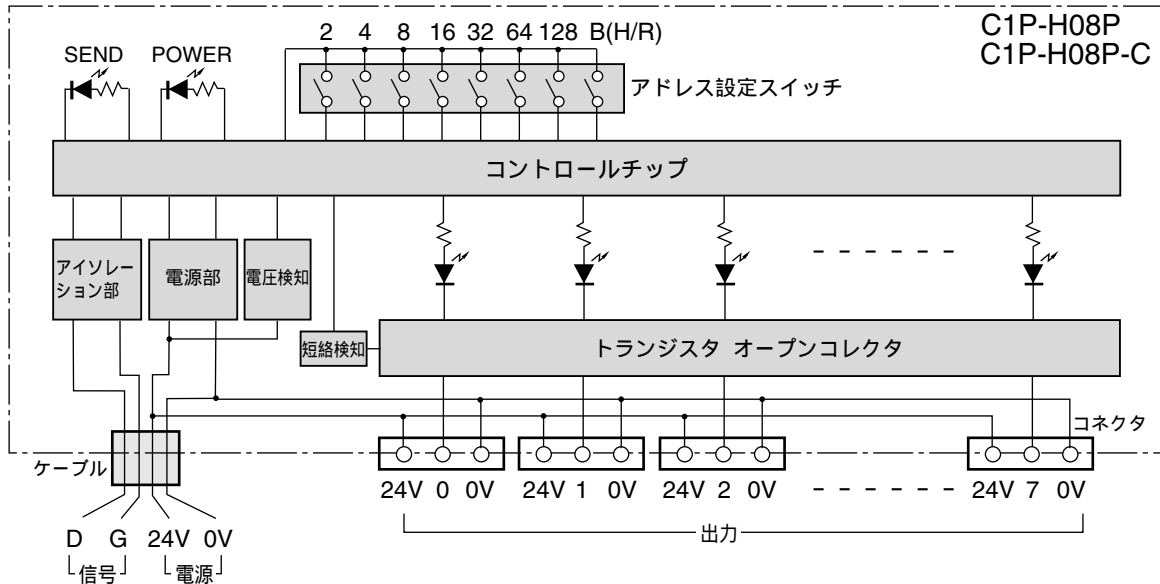 C1P-H08P
C1P-H08P-C
2 4 8 16 32 64 128 B(H/R)
SEND POWER
アドレス設定スイッチ
コントロールチップ
アイソレー
ション部
電源部
電圧検知
短絡検知
トランジスタ オープンコレクタ
コネクタ
ケーブル
24V 0 0V 24V 1 0V 24V 2 0V 24V 7 0V
出力
D G 24V 0V
信号 電源